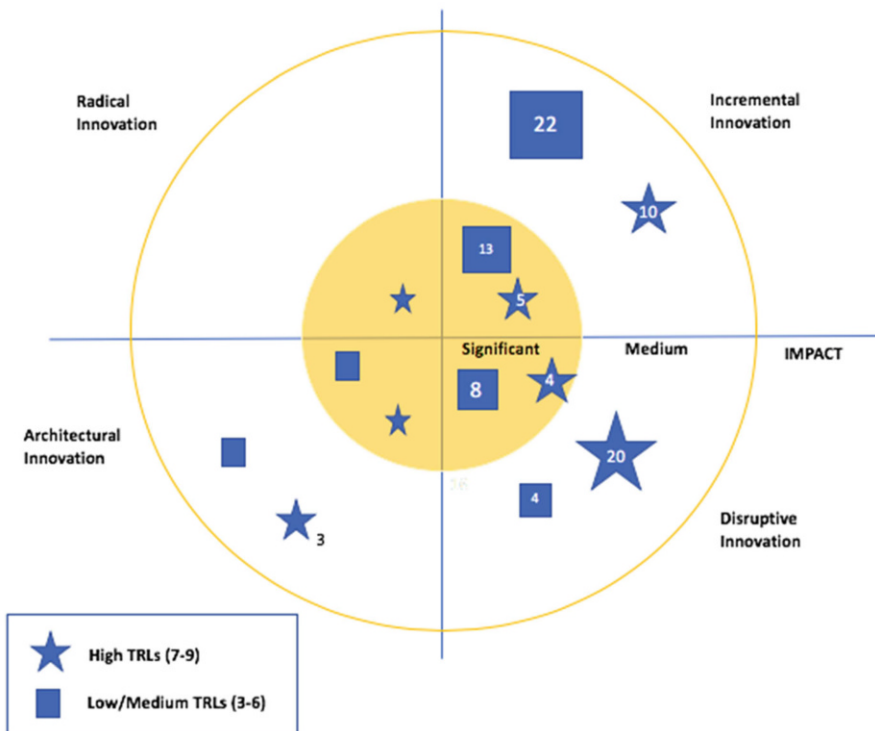 Radical
Innovation
Incremental
Innovation
22
10
13
5
Significant
Medium
IMPACT
4
8
Architectural
Innovation
20
4
3
Disruptive
Innovation
High TRLs (7-9)
Low/Medium TRLs (3-6)